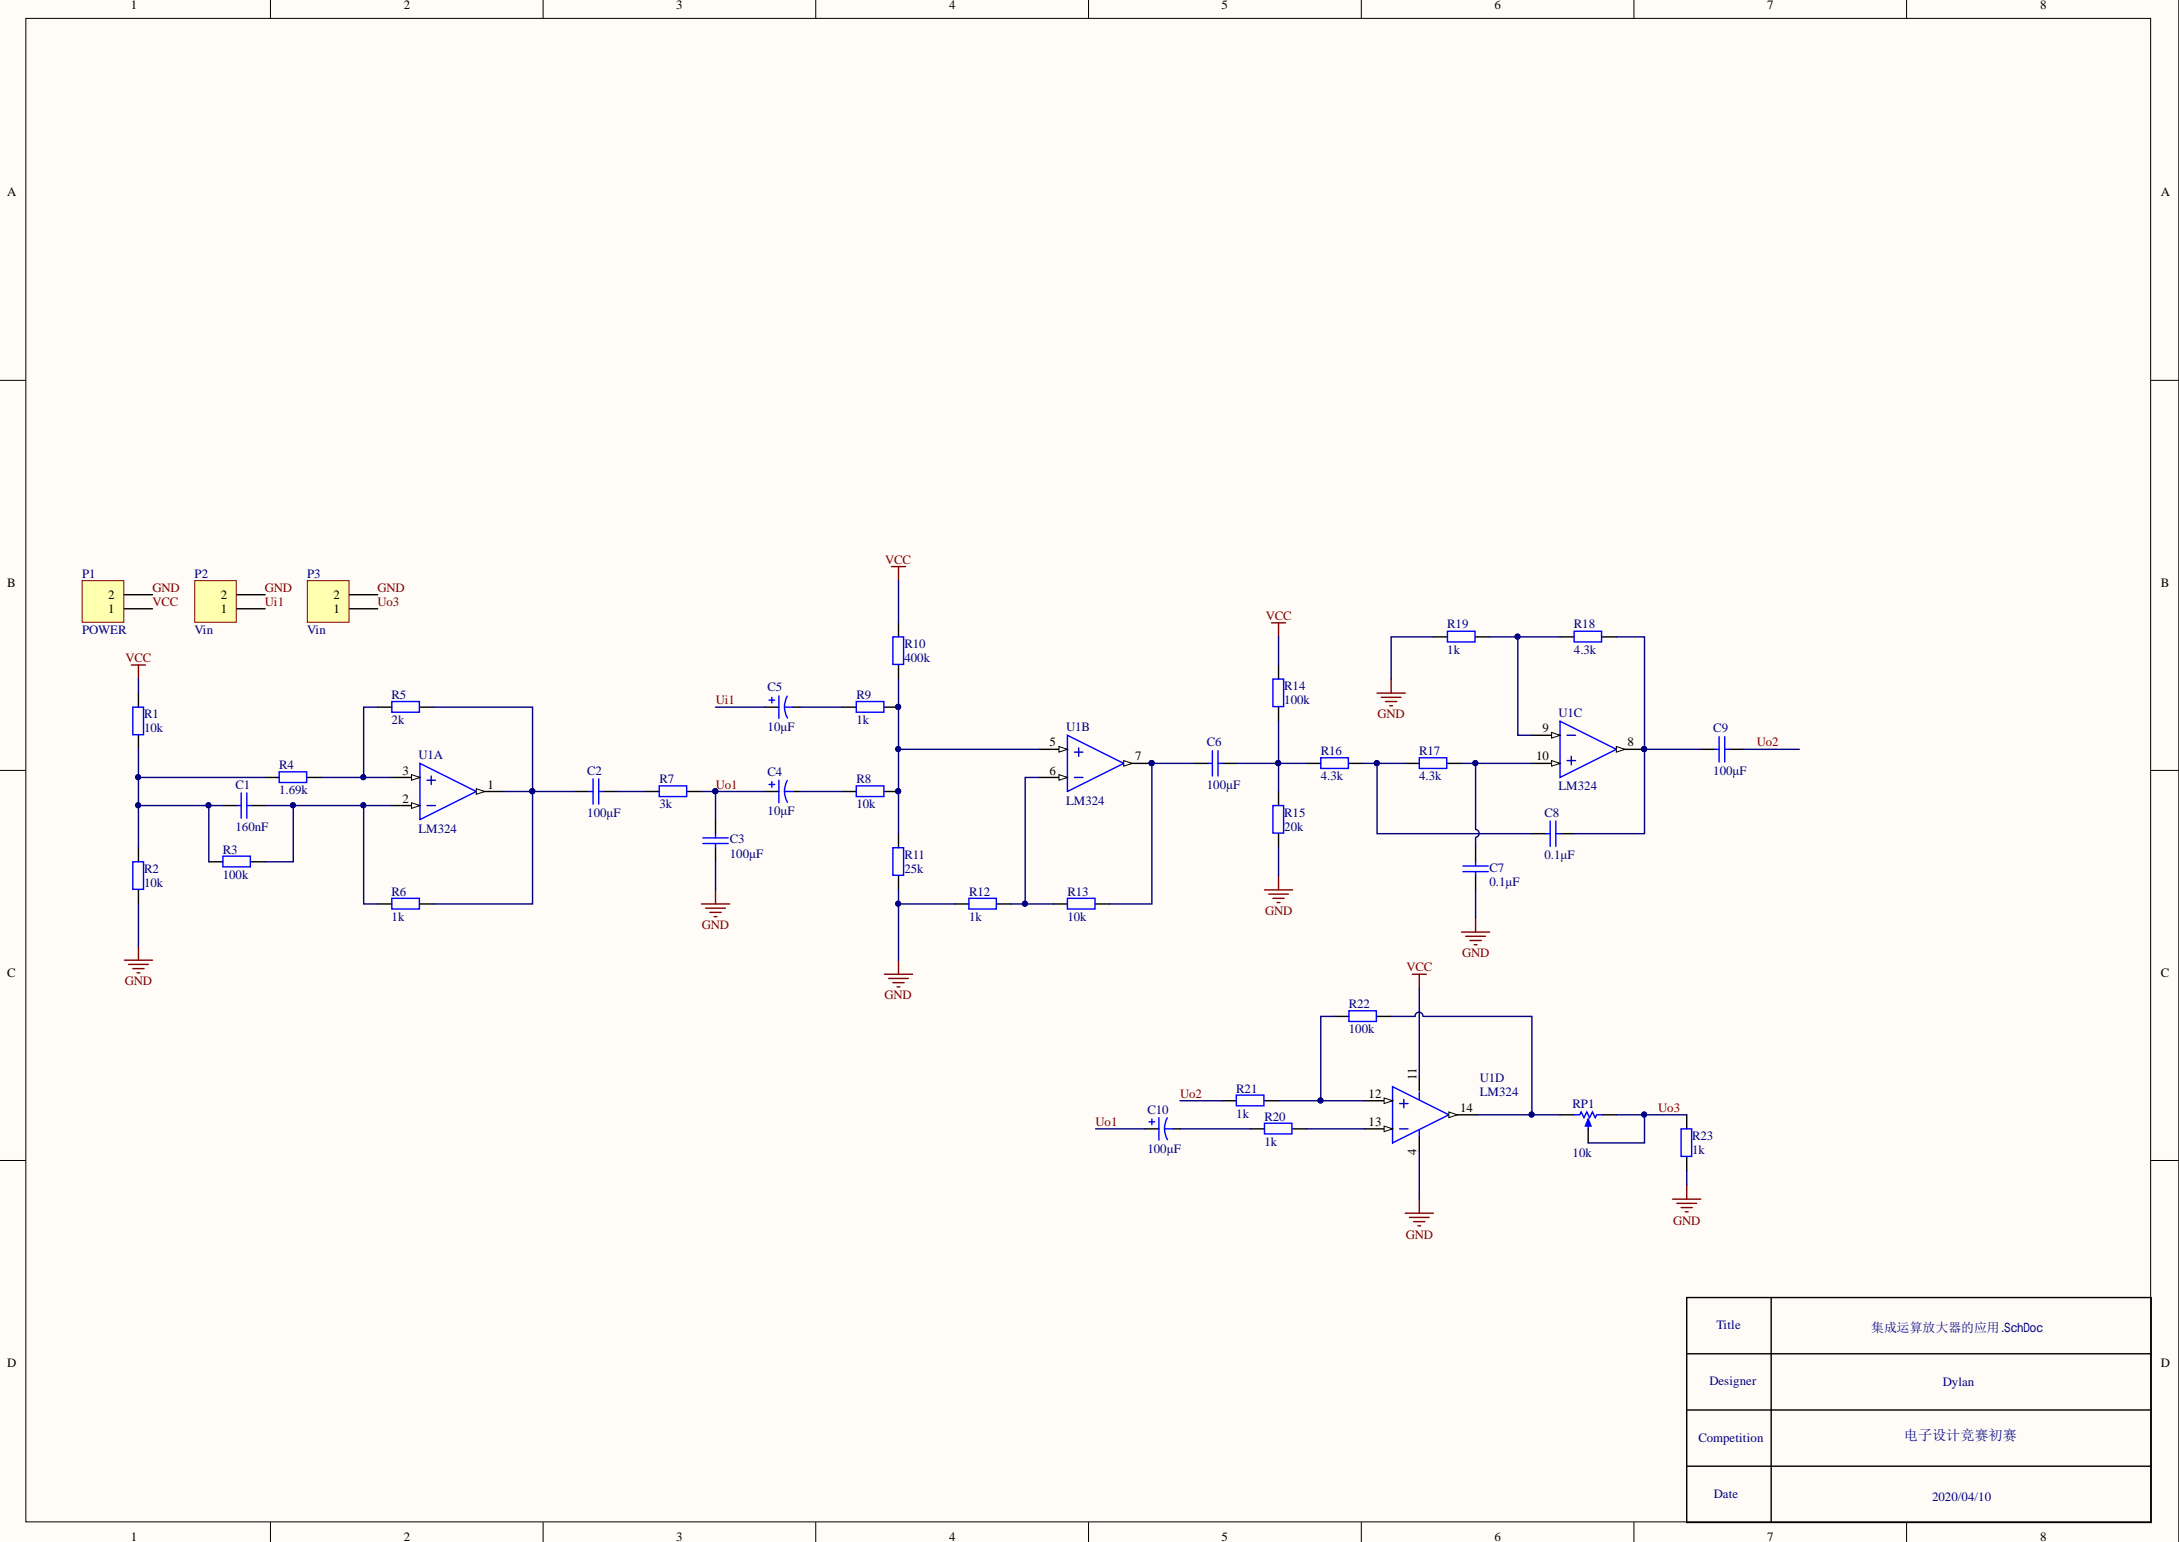 1 2 3 4 5 6 7 8
A A
B B
C C
D D
P1
2 GND
1 VCC
POWER
P2
2 GND
1 Ui1
Vin
P3
2 GND
1 Uo3
Vin
VCC
R1
10k
R2
10k
GND
R4
1.69k
C1
160nF
R3
100k
R5
2k
U1A
3
2
1
LM324
R6
1k
C2
100μF
R7
3k
Uo1
C3
100μF
GND
Ui1
C5
10μF
R9
1k
C4
10μF
R8
10k
VCC
R10
400k
R11
25k
GND
R12
1k
R13
10k
U1B
5
6
7
LM324
C6
100μF
VCC
R14
100k
R15
20k
GND
R16
4.3k
R17
4.3k
R19
1k
GND
R18
4.3k
U1C
9
10
8
LM324
C8
0.1μF
C7
0.1μF
GND
C9
100μF
Uo2
VCC
R22
100k
11
U1D
LM324
Uo2
R21
1k
12
Uo1
C10
100μF
R20
1k
13
14
4
GND
RP1
10k
Uo3
R23
1k
GND
Title 集成运算放大器的应用.SchDoc
Designer Dylan
Competition 电子设计竞赛初赛
Date 2020/04/10
1 2 3 4 5 6 7 8